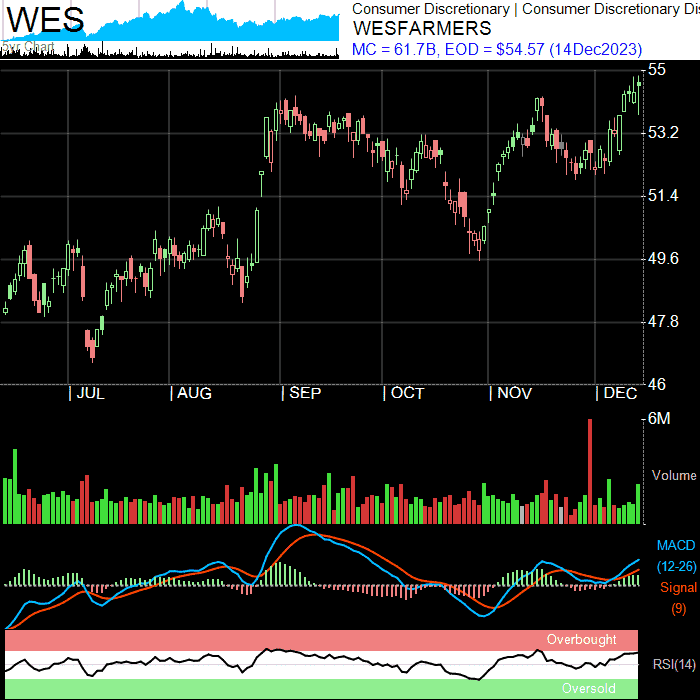 WES
Consumer Discretionary | Consumer Discretionary Dis
WESFARMERS
MC = 61.7B, EOD = $54.57 (14Dec2023)
our Chart
55
53.2
51.4
49.6
47.8
46
JUL AUG SEP OCT NOV DEC
6M
Volume
MACD
(12-26)
Signal
(9)
Overbought
RSI(14)
Oversold